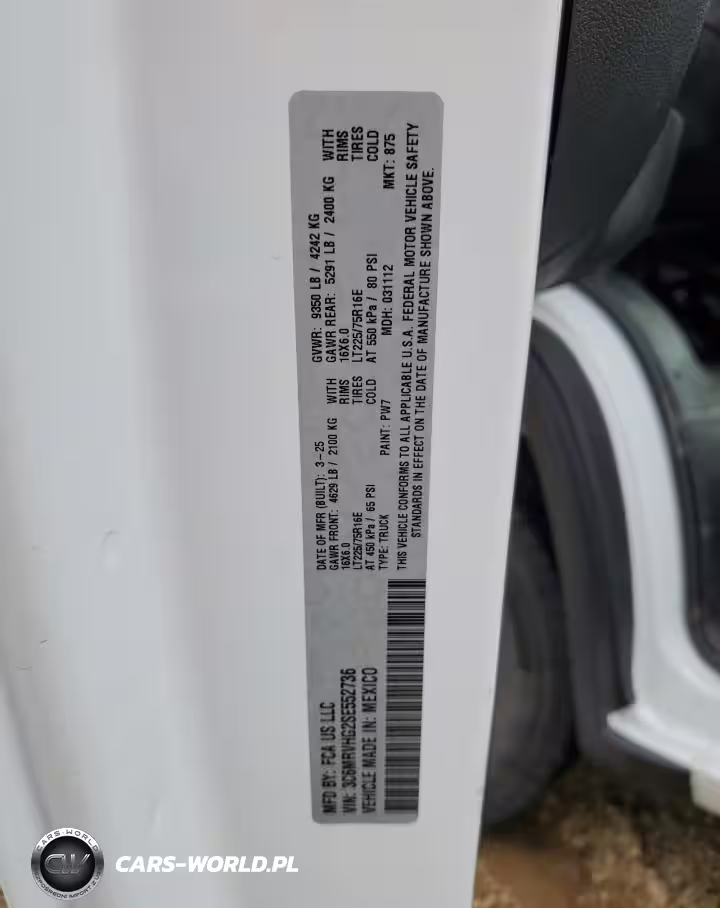 MFD BY: FCA US LLC
VIN: 3C6MRVHG2SE552736
VEHICLE MADE IN: MEXICO
DATE OF MFR (BUILT): 3-25
GVWR: 9350 LB / 4242 KG
GAWR FRONT: 4629 LB / 2100 KG WITH
16X6.0 RIMS
LT225/75R16E TIRES
AT 450 kPa / 65 PSI COLD
GAWR REAR: 5291 LB / 2400 KG WITH
16X6.0 RIMS
LT225/75R16E TIRES
AT 550 kPa / 80 PSI COLD
TYPE: TRUCK PAINT: PW7 MDH: 031112 MKT: 875
THIS VEHICLE CONFORMS TO ALL APPLICABLE U.S.A. FEDERAL MOTOR VEHICLE SAFETY
STANDARDS IN EFFECT ON THE DATE OF MANUFACTURE SHOWN ABOVE.
CARS-WORLD
CW
CARS-WORLD.PL